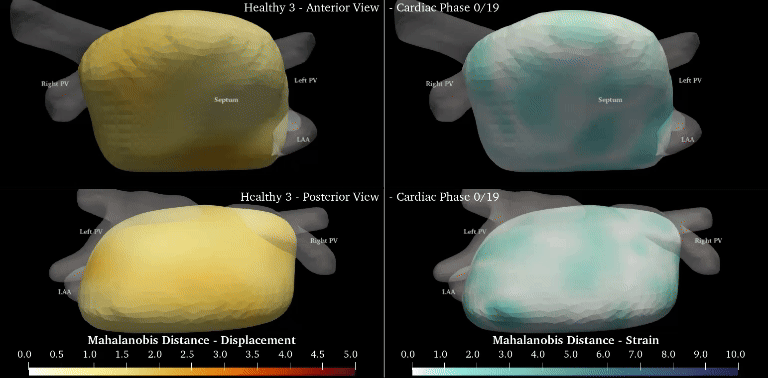 Healthy 3 - Anterior View - Cardiac Phase 0/19
Right PV
Left PV
Septum
LAA
Right PV
Left PV
Septum
LAA
Healthy 3 - Posterior View - Cardiac Phase 0/19
Left PV
Right PV
LAA
Left PV
Right PV
LAA
Mahalanobis Distance - Displacement
0.0 0.5 1.0 1.5 2.0 2.5 3.0 3.5 4.0 4.5 5.0
Mahalanobis Distance - Strain
0.0 1.0 2.0 3.0 4.0 5.0 6.0 7.0 8.0 9.0 10.0